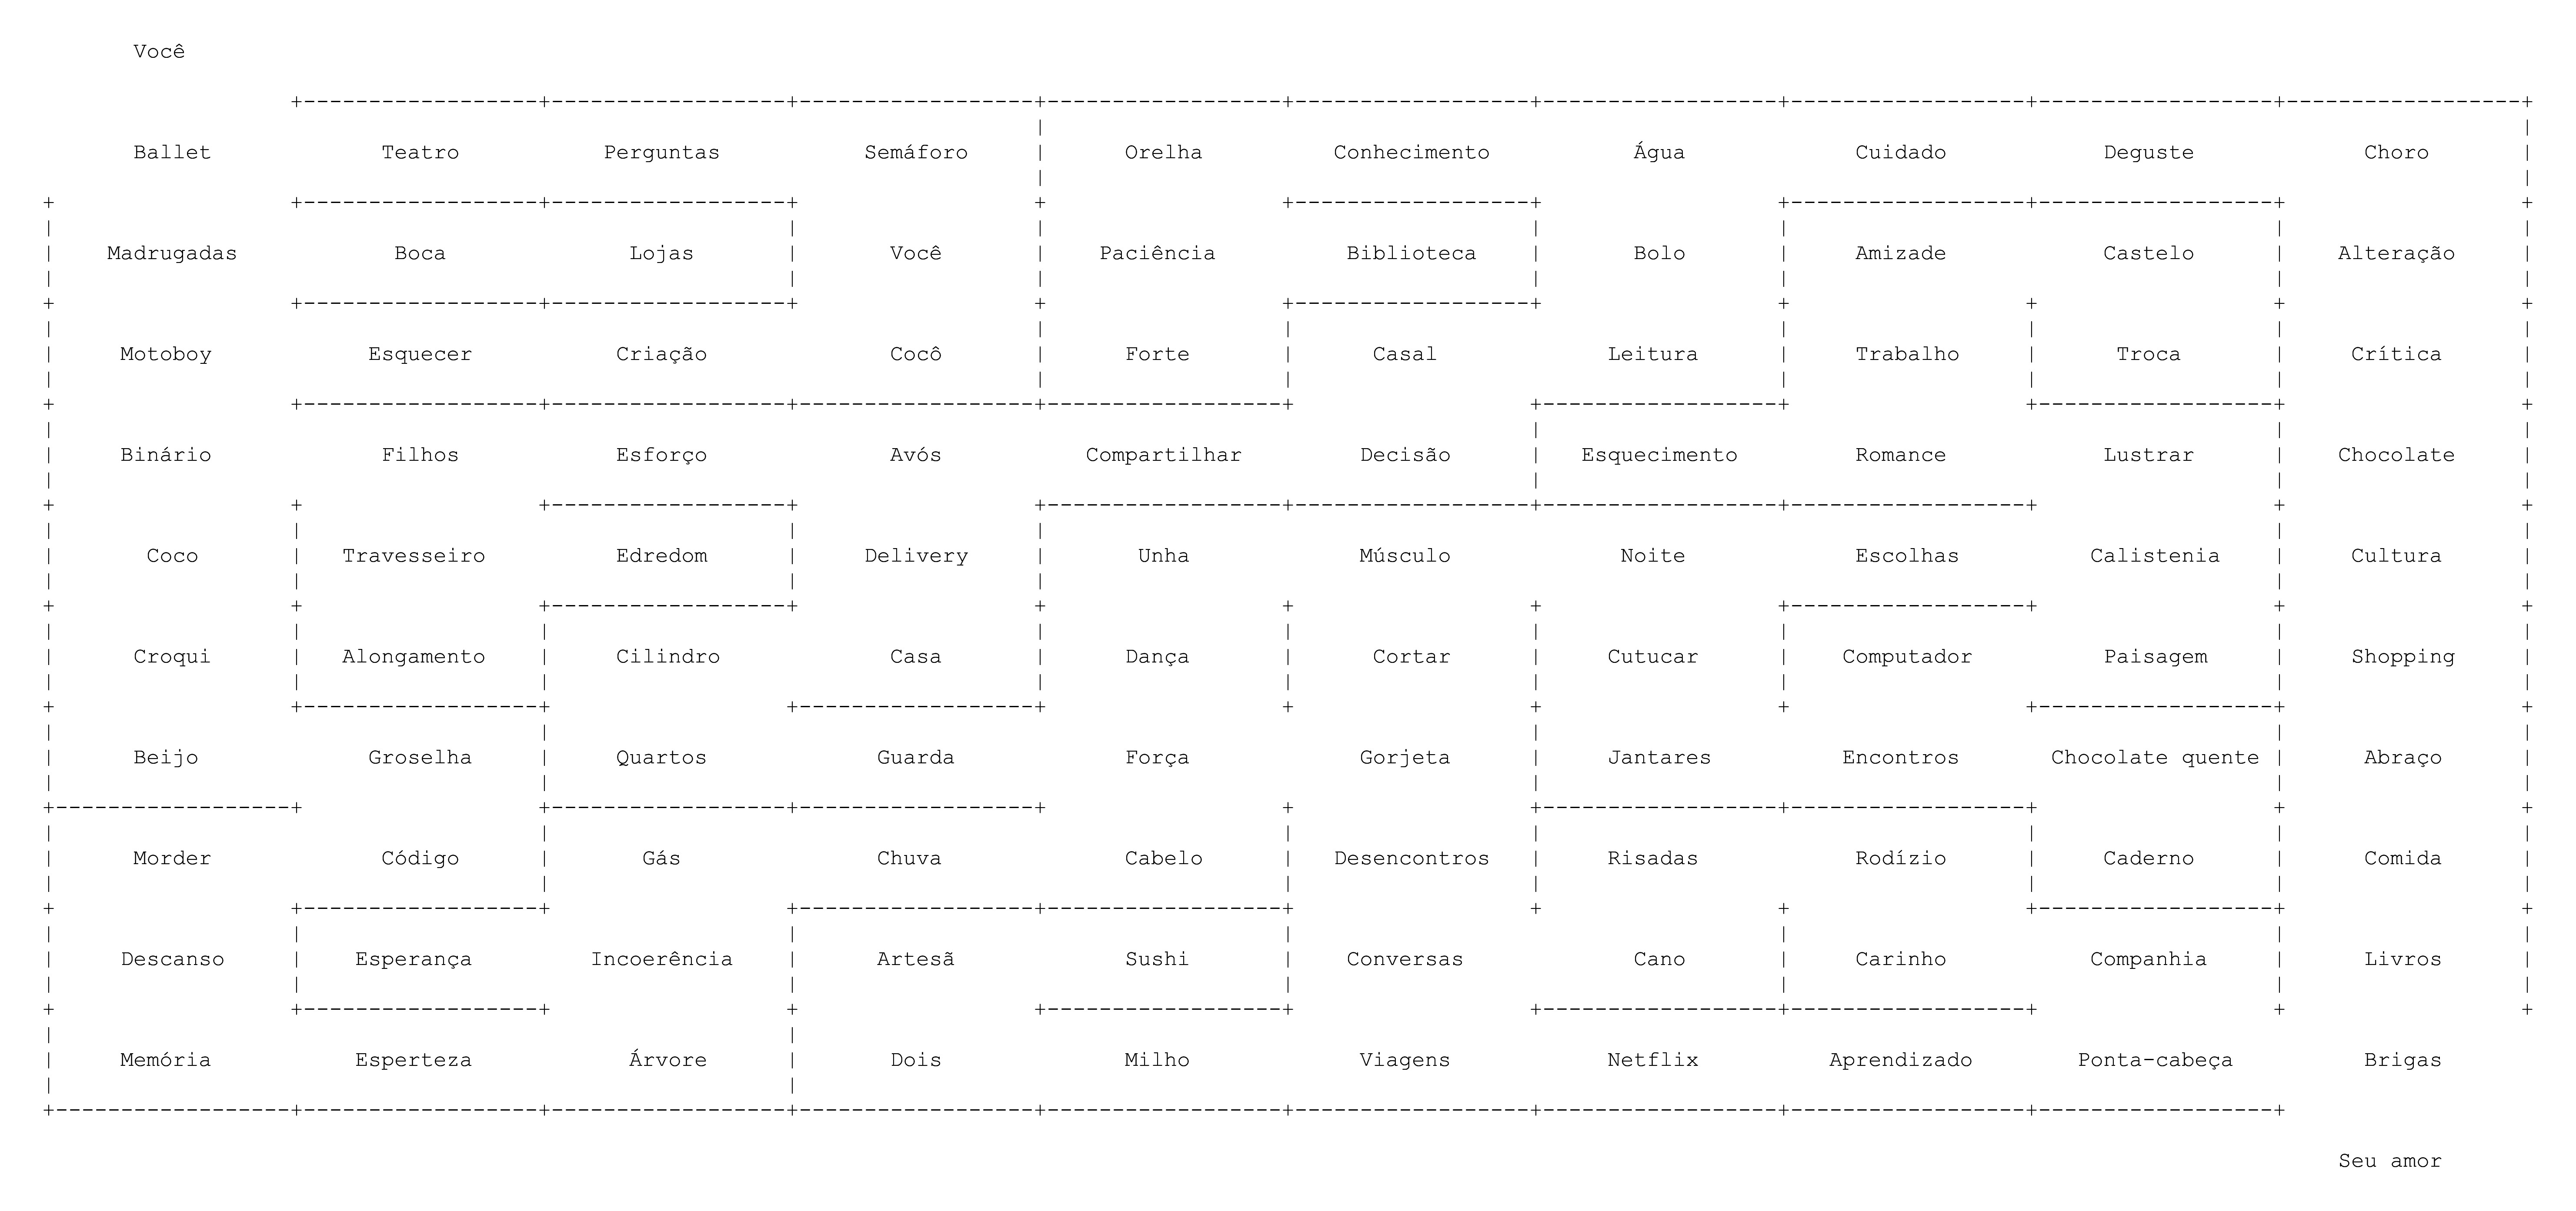 Você
Ballet Teatro Perguntas Semáforo Orelha Conhecimento Água Cuidado Deguste Choro
Madrugadas Boca Lojas Você Paciência Biblioteca Bolo Amizade Castelo Alteração
Motoboy Esquecer Criação Cocô Forte Casal Leitura Trabalho Troca Crítica
Binário Filhos Esforço Avós Compartilhar Decisão Esquecimento Romance Lustrar Chocolate
Coco Travesseiro Edredom Delivery Unha Músculo Noite Escolhas Calistenia Cultura
Croqui Alongamento Cilindro Casa Dança Cortar Cutucar Computador Paisagem Shopping
Beijo Groselha Quartos Guarda Força Gorjeta Jantares Encontros Chocolate quente Abraço
Morder Código Gás Chuva Cabelo Desencontros Risadas Rodízio Caderno Comida
Descanso Esperança Incoerência Artesã Sushi Conversas Cano Carinho Companhia Livros
Memória Esperteza Árvore Dois Milho Viagens Netflix Aprendizado Ponta-cabeça Brigas
Seu amor